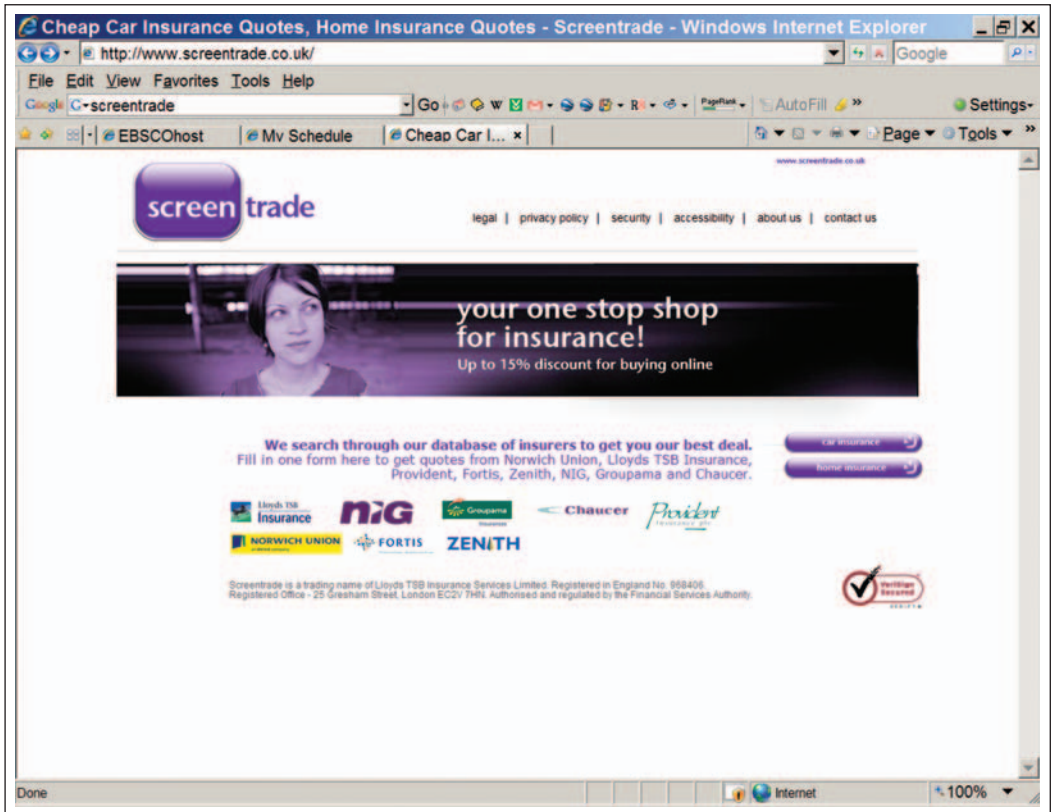 Cheap Car Insurance Quotes, Home Insurance Quotes - Screentrade - Windows Internet Explorer
http://www.screentrade.co.uk/
Google
File Edit View Favorites Tools Help
Google G screentrade Go W R PageRank AutoFill » Settings
EBSCOhost My Schedule Cheap Car I... × Page Tools »
www.screentrade.co.uk
screen trade
legal | privacy policy | security | accessibility | about us | contact us
your one stop shop
for insurance!
Up to 15% discount for buying online
We search through our database of insurers to get you our best deal.
Fill in one form here to get quotes from Norwich Union, Lloyds TSB Insurance,
Provident, Fortis, Zenith, NIG, Groupama and Chaucer.
car insurance
home insurance
Lloyds TSB
Insurance
nig
Groupama
Insurances
Chaucer
Provident
Insurance plc
NORWICH UNION
FORTIS
ZENITH
Screentrade is a trading name of Lloyds TSB Insurance Services Limited. Registered in England No. 968406.
Registered Office - 25 Gresham Street, London EC2V 7HN. Authorised and regulated by the Financial Services Authority.
VeriSign
Secured
Done Internet 100%